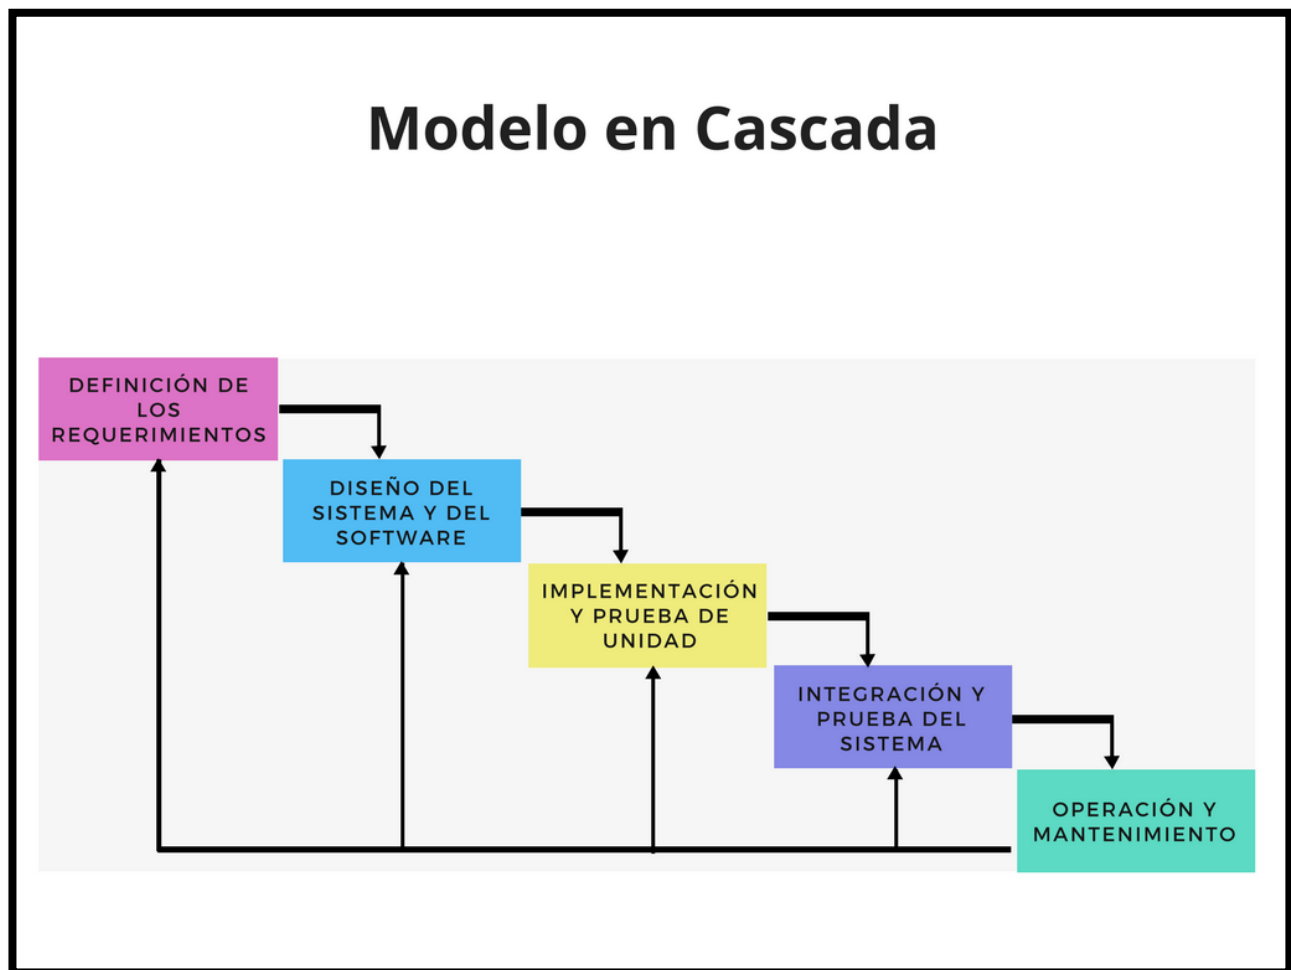 Modelo en Cascada
DEFINICIÓN DE
LOS
REQUERIMIENTOS
DISEÑO DEL
SISTEMA Y DEL
SOFTWARE
IMPLEMENTACIÓN
Y PRUEBA DE
UNIDAD
INTEGRACIÓN Y
PRUEBA DEL
SISTEMA
OPERACIÓN Y
MANTENIMIENTO